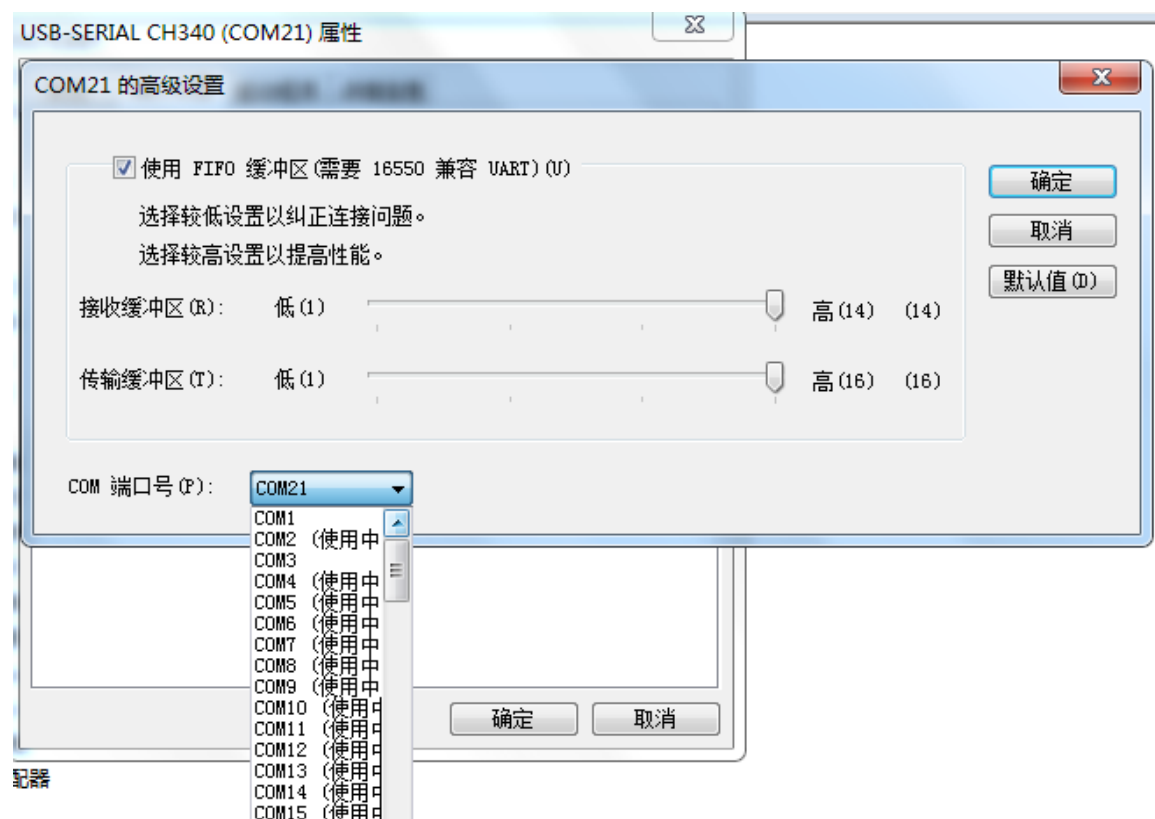 USB-SERIAL CH340 (COM21) 属性
COM21 的高级设置
使用 FIFO 缓冲区(需要 16550 兼容 UART)(U)
选择较低设置以纠正连接问题。
选择较高设置以提高性能。
接收缓冲区(R): 低(1) 高(14) (14)
传输缓冲区(T): 低(1) 高(16) (16)
确定
取消
默认值(D)
COM 端口号(P): COM21
COM1
COM2 (使用中
COM3
COM4 (使用中
COM5 (使用中
COM6 (使用中
COM7 (使用中
COM8 (使用中
COM9 (使用中
COM10 (使用中
COM11 (使用中
COM12 (使用中
COM13 (使用中
COM14 (使用中
COM15 (使用中
确定 取消
配器